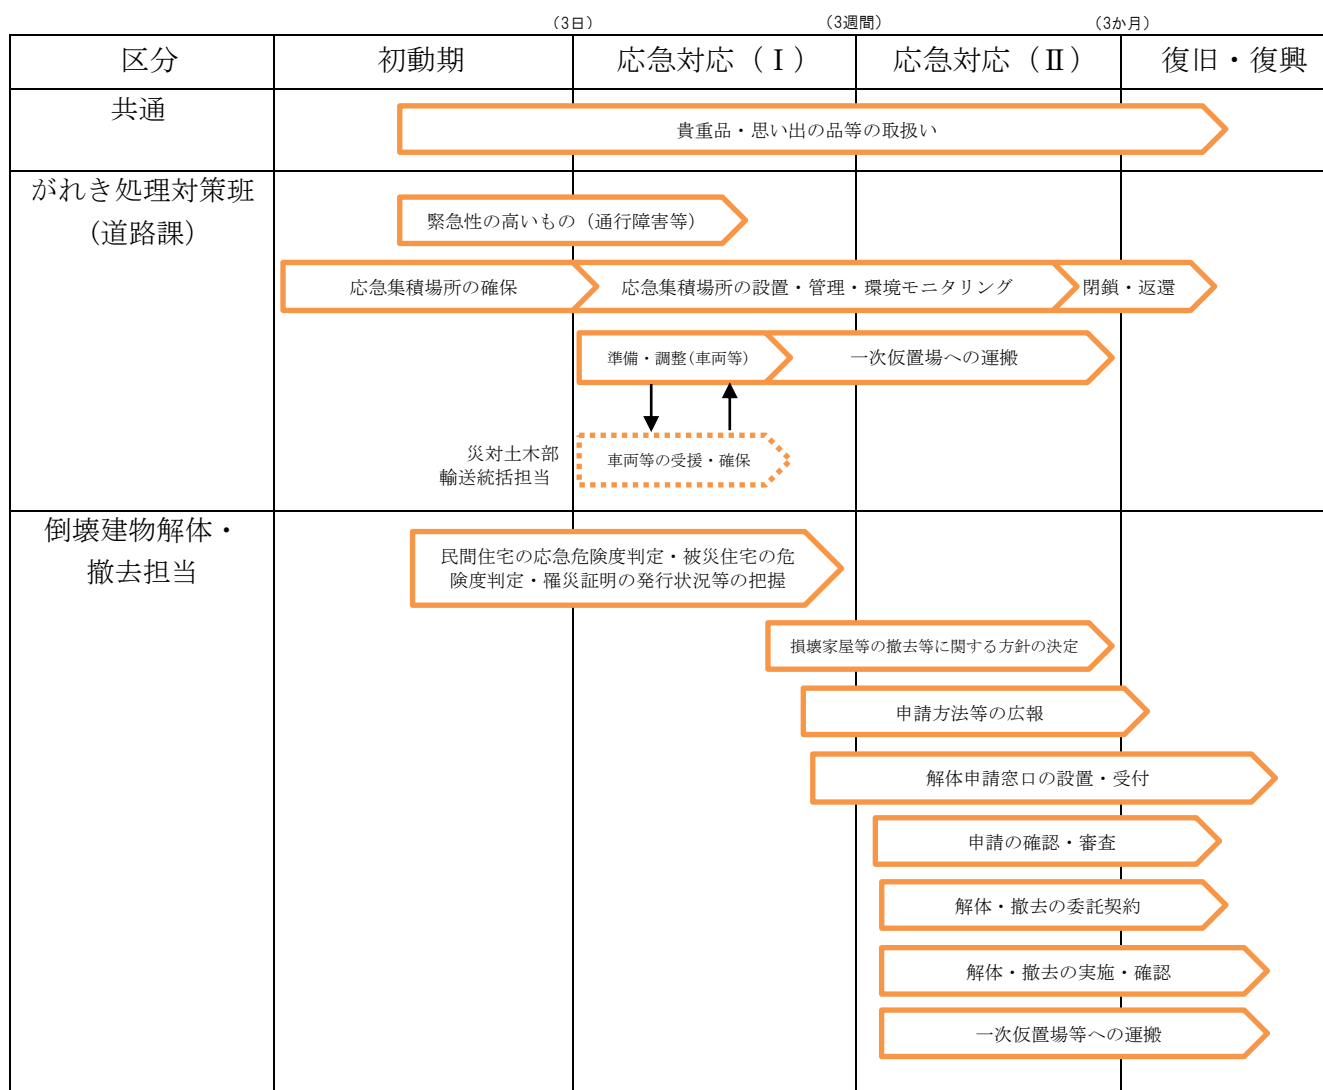 （3日）
（3週間）
（3か月）
区分
初動期
応急対応（Ⅰ）
応急対応（Ⅱ）
復旧・復興
共通
貴重品・思い出の品等の取扱い
がれき処理対策班
（道路課）
緊急性の高いもの（通行障害等）
応急集積場所の確保
応急集積場所の設置・管理・環境モニタリング
閉鎖・返還
準備・調整(車両等)
一次仮置場への運搬
災対土木部
輸送統括担当
車両等の受援・確保
倒壊建物解体・
撤去担当
民間住宅の応急危険度判定・被災住宅の危
険度判定・罹災証明の発行状況等の把握
損壊家屋等の撤去等に関する方針の決定
申請方法等の広報
解体申請窓口の設置・受付
申請の確認・審査
解体・撤去の委託契約
解体・撤去の実施・確認
一次仮置場等への運搬